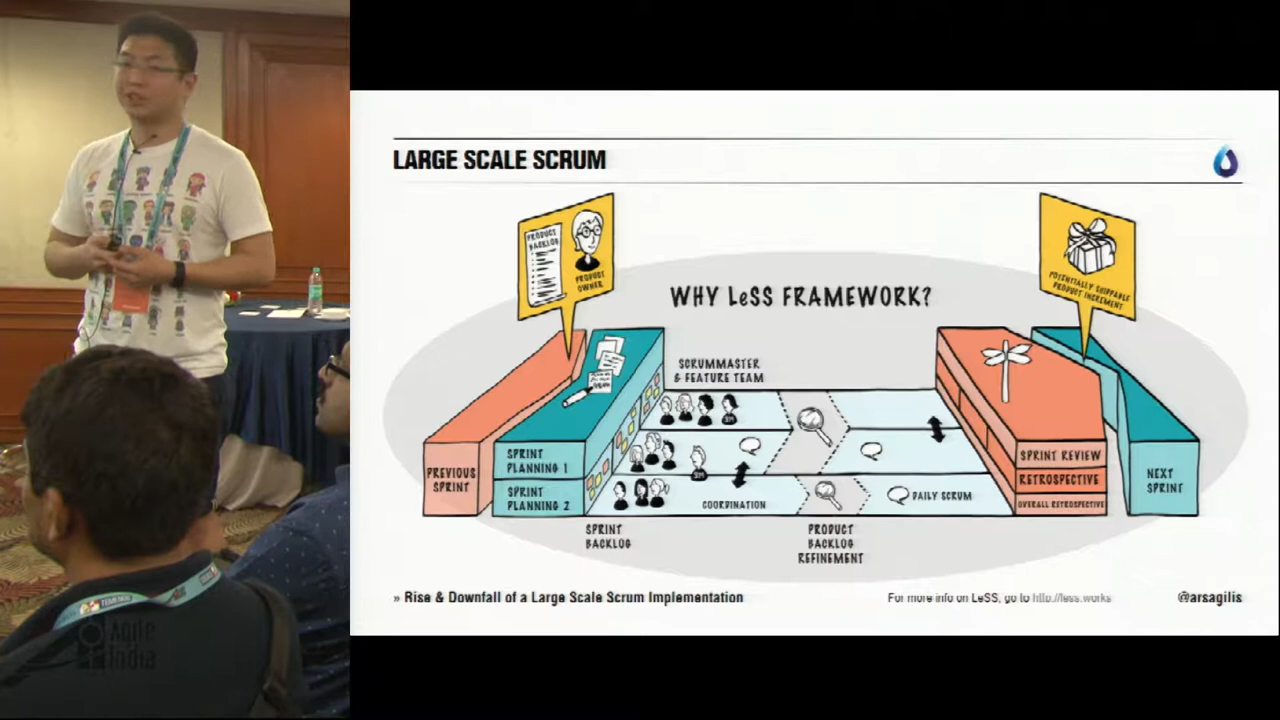 LARGE SCALE SCRUM
PRODUCT
BACKLOG
PRODUCT
OWNER
POTENTIALLY SHIPPABLE
PRODUCT INCREMENT
WHY LeSS FRAMEWORK?
SCRUMMASTER
& FEATURE TEAM
SM
SM
PREVIOUS
SPRINT
SPRINT
PLANNING 1
SPRINT
PLANNING 2
COORDINATION
DAILY SCRUM
SPRINT REVIEW
RETROSPECTIVE
OVERALL RETROSPECTIVE
NEXT
SPRINT
SPRINT
BACKLOG
PRODUCT
BACKLOG
REFINEMENT
» Rise & Downfall of a Large Scale Scrum Implementation
For more info on LeSS, go to http://less.works
@arsagilis
Agile
India